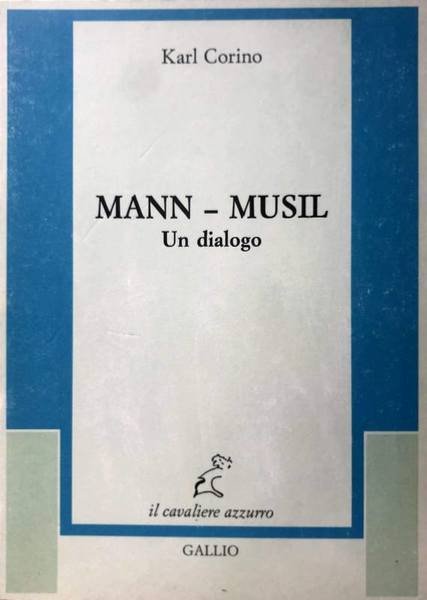 Karl Corino
MANN – MUSIL
Un dialogo
il cavaliere azzurro
GALLIO